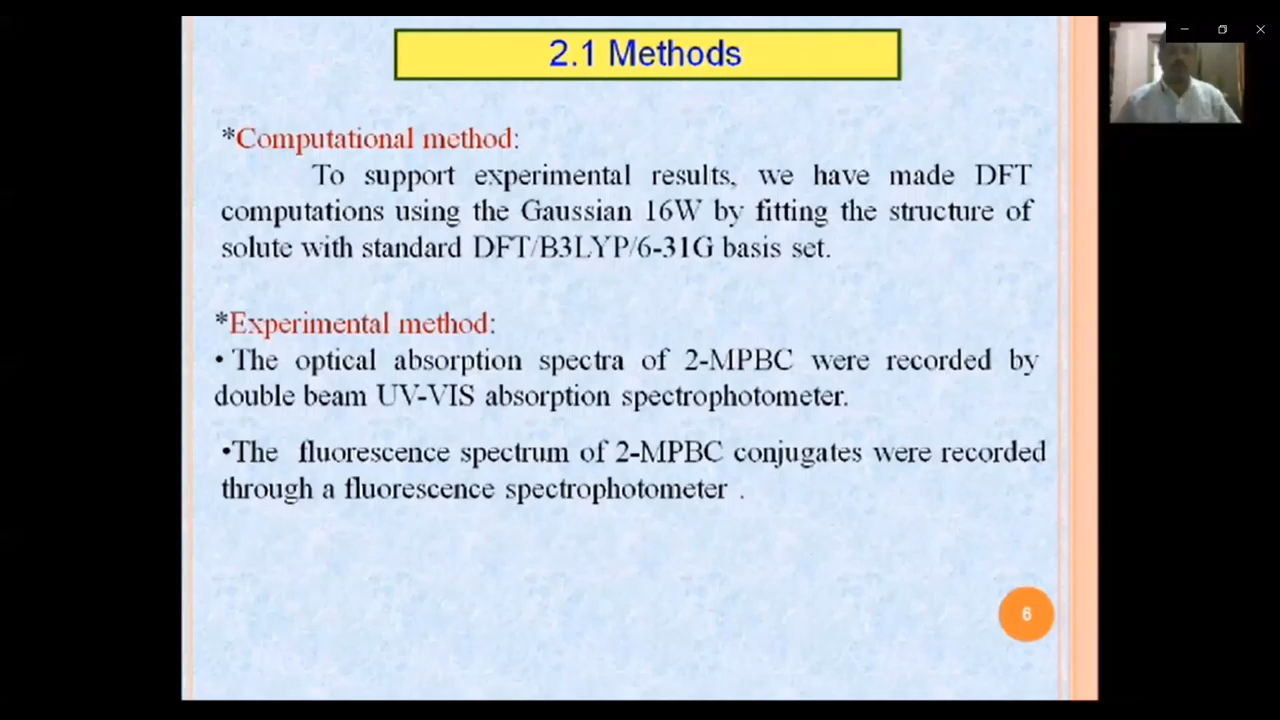 2.1 Methods
*Computational method:
To support experimental results, we have made DFT
computations using the Gaussian 16W by fitting the structure of
solute with standard DFT/B3LYP/6-31G basis set.
*Experimental method:
• The optical absorption spectra of 2-MPBC were recorded by
double beam UV-VIS absorption spectrophotometer.
•The fluorescence spectrum of 2-MPBC conjugates were recorded
through a fluorescence spectrophotometer .
6